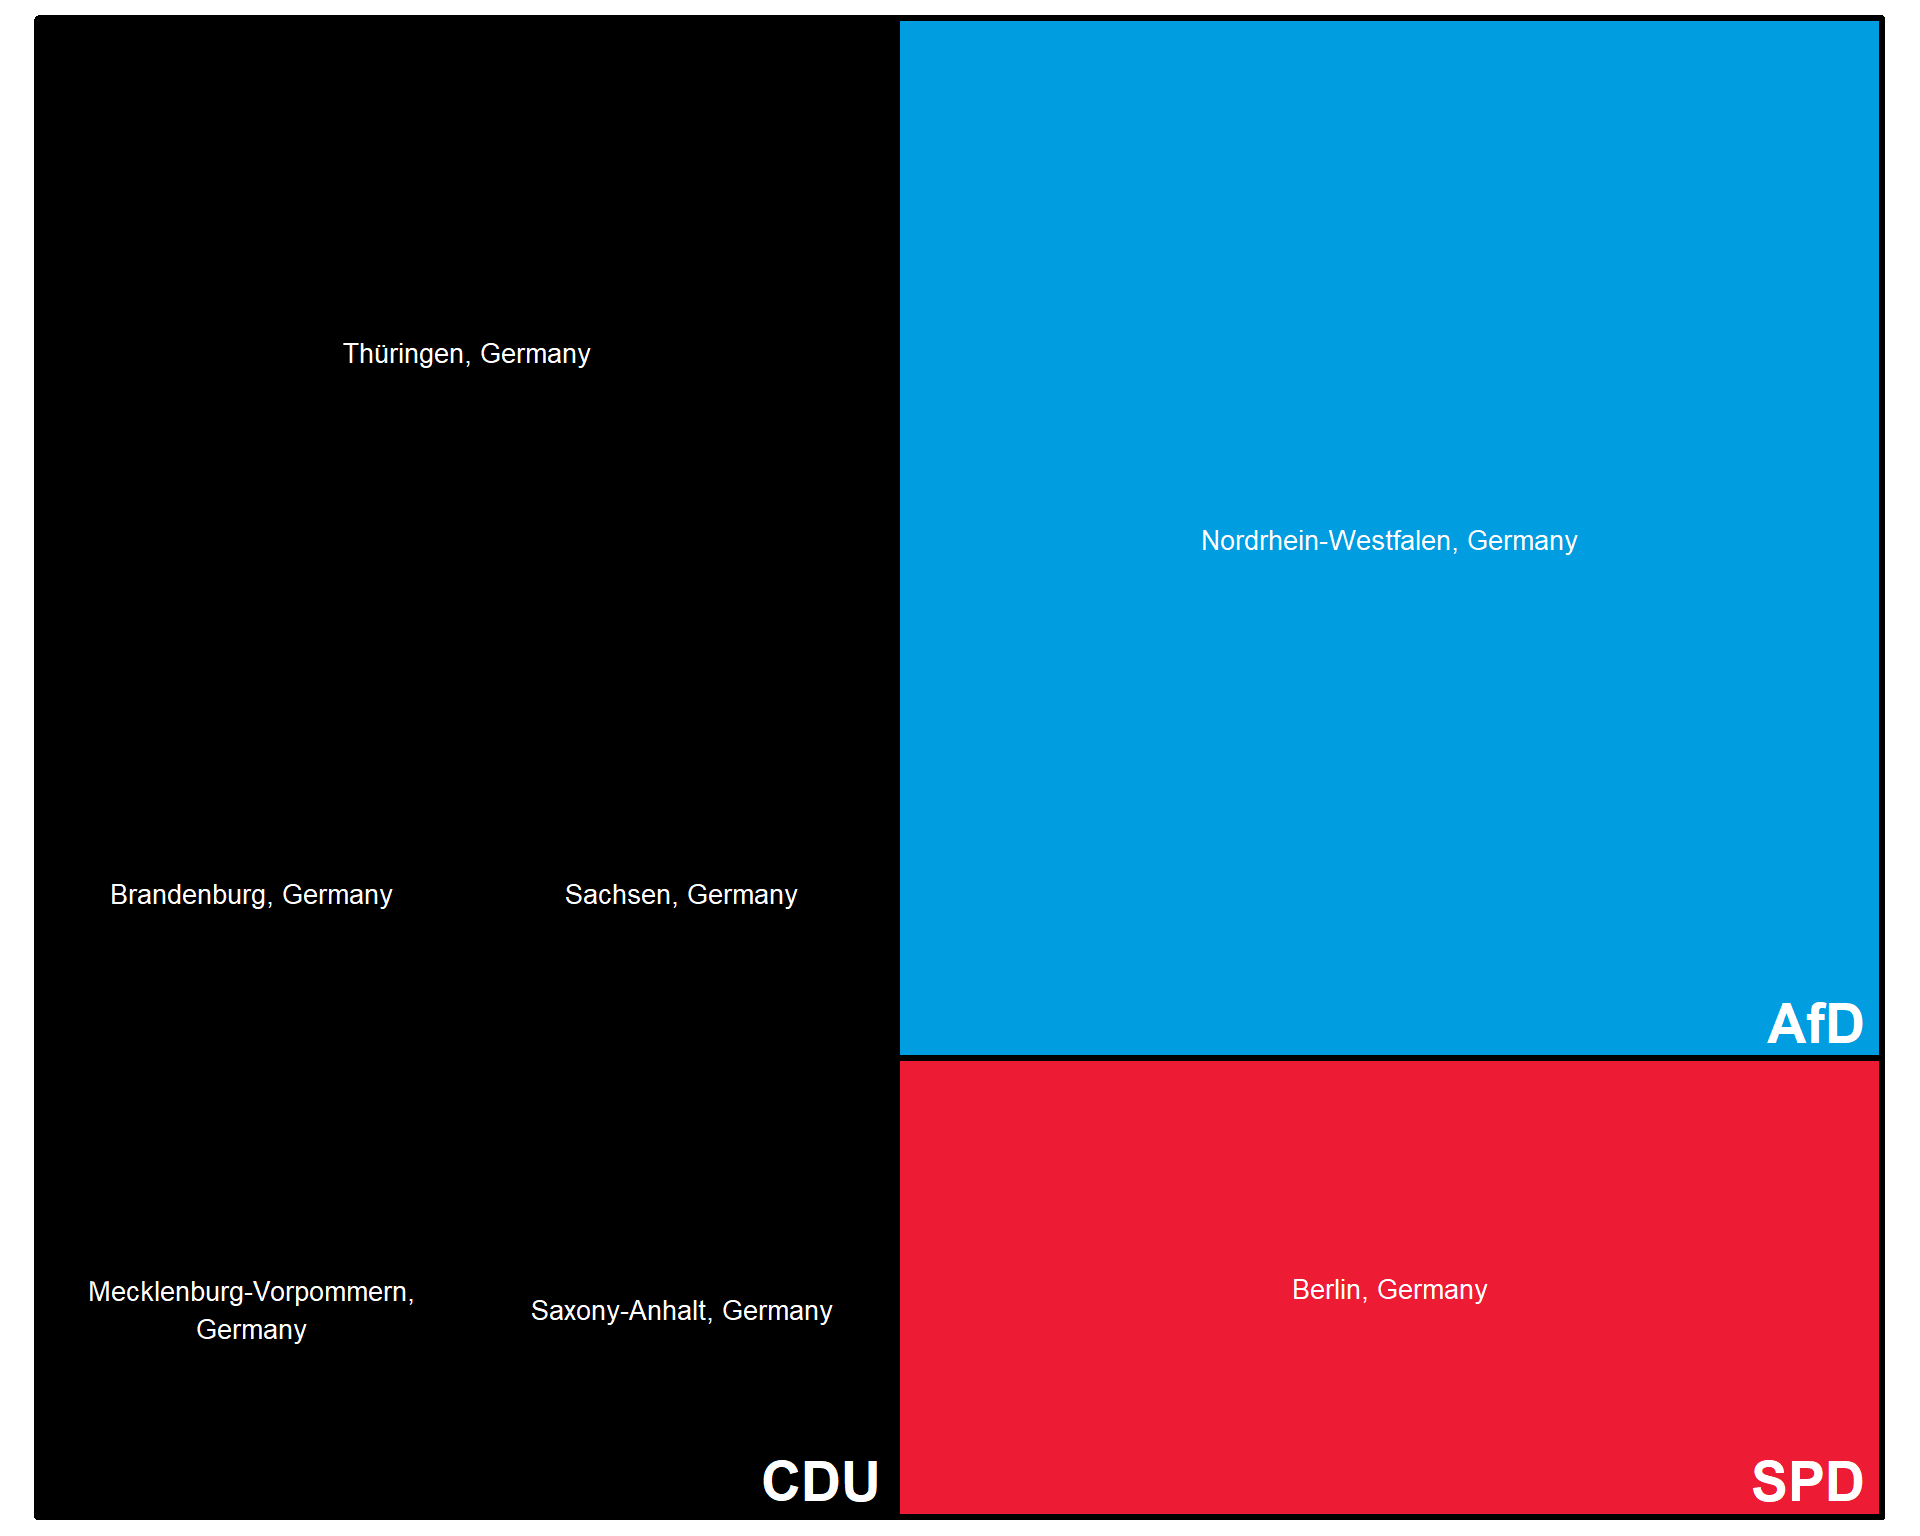 Thüringen, Germany
Nordrhein-Westfalen, Germany
Brandenburg, Germany
Sachsen, Germany
AfD
Mecklenburg-Vorpommern,
Germany
Saxony-Anhalt, Germany
Berlin, Germany
CDU
SPD